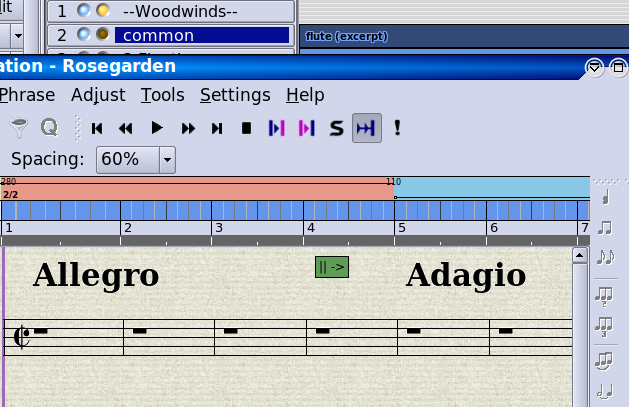 it
1 --Woodwinds--
2 common
flute (excerpt)
ation - Rosegarden
Phrase Adjust Tools Settings Help
Q S !
Spacing: 60%
280 110
2/2
1 2 3 4 5 6 7
Allegro || -> Adagio